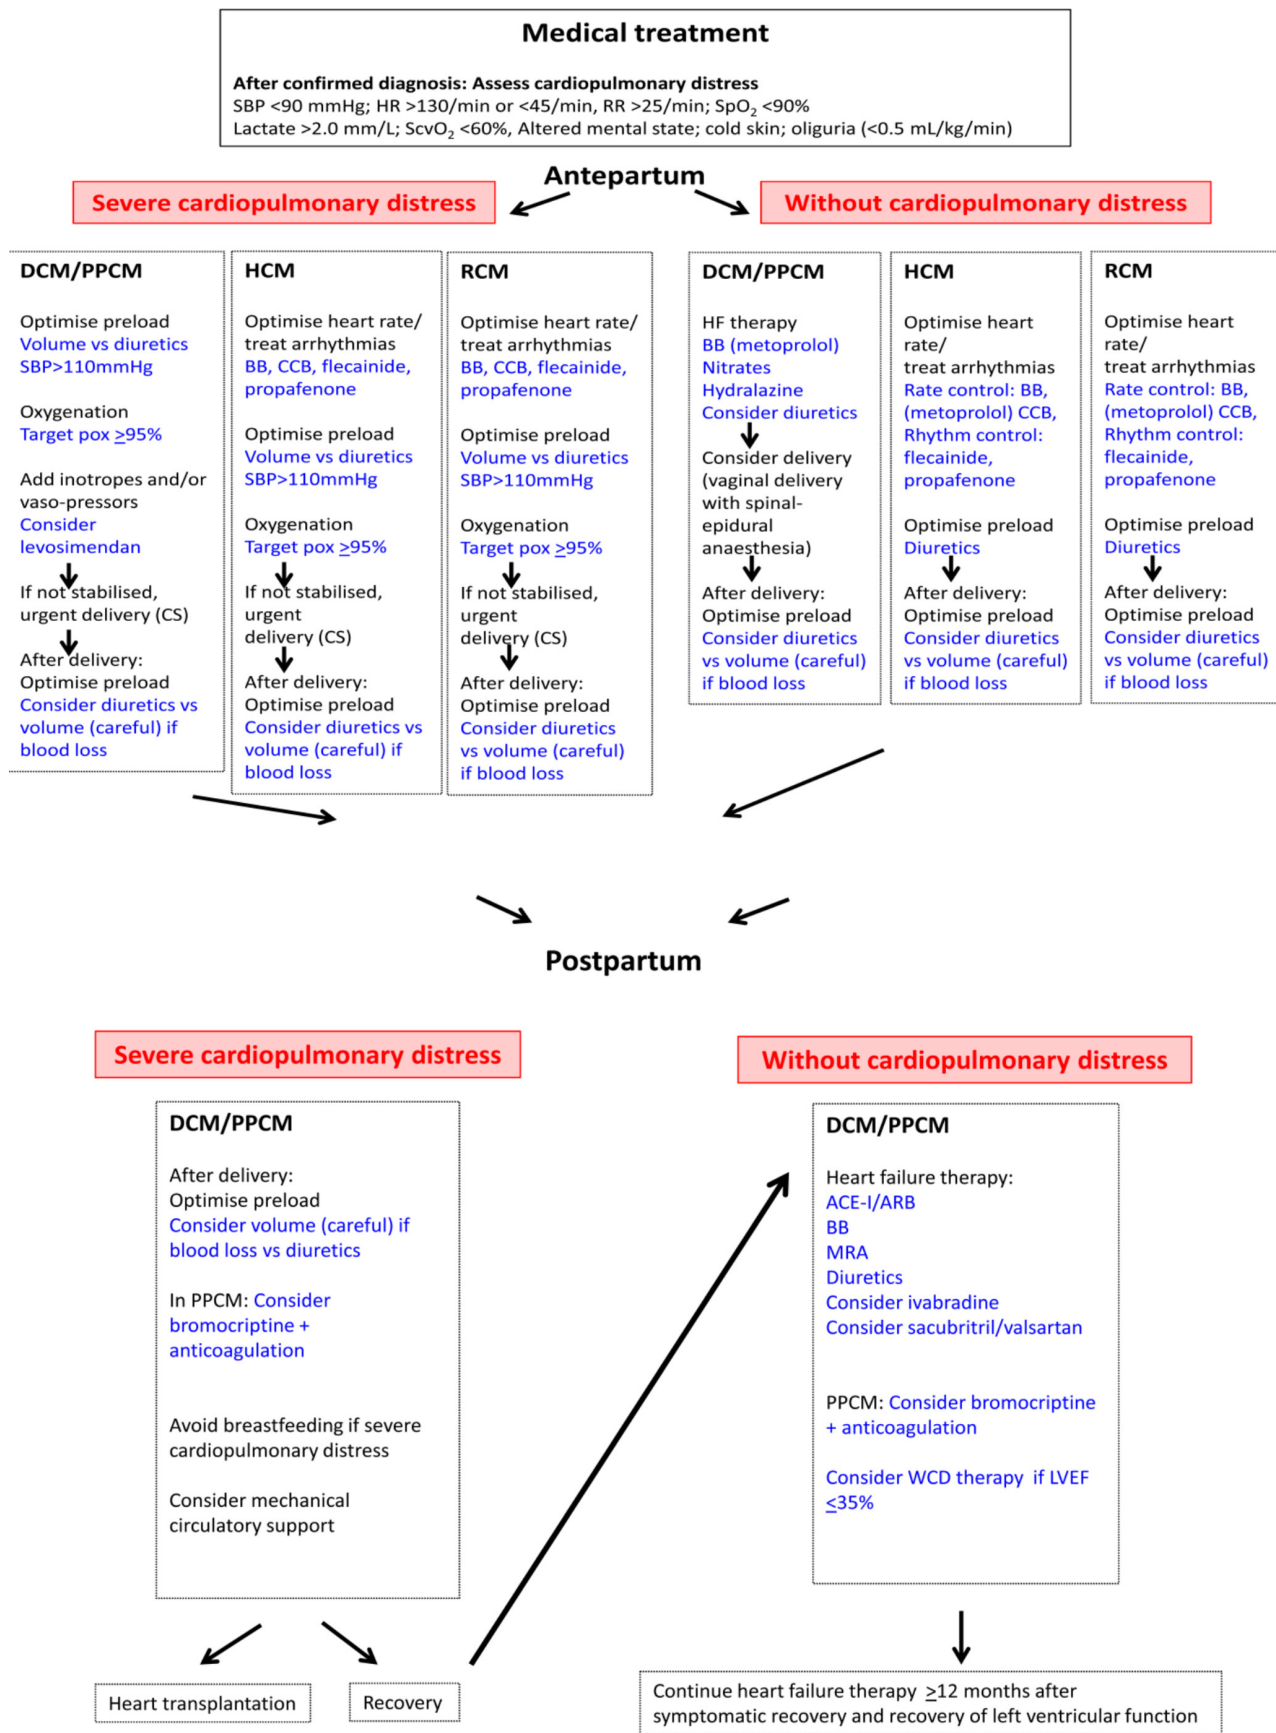 Medical treatment
After confirmed diagnosis: Assess cardiopulmonary distress
SBP <90 mmHg; HR >130/min or <45/min, RR >25/min; SpO₂ <90%
Lactate >2.0 mm/L; ScvO₂ <60%, Altered mental state; cold skin; oliguria (<0.5 mL/kg/min)
Antepartum
Severe cardiopulmonary distress
DCM/PPCM
Optimise preload
Volume vs diuretics
SBP>110mmHg
Oxygenation
Target pox ≥95%
Add inotropes and/or
vaso-pressors
Consider
levosimendan
If not stabilised,
urgent delivery (CS)
After delivery:
Optimise preload
Consider diuretics vs
volume (careful) if
blood loss
HCM
Optimise heart rate/
treat arrhythmias
BB, CCB, flecainide,
propafenone
Optimise preload
Volume vs diuretics
SBP>110mmHg
Oxygenation
Target pox ≥95%
If not stabilised,
urgent
delivery (CS)
After delivery:
Optimise preload
Consider diuretics vs
volume (careful) if
blood loss
RCM
Optimise heart rate/
treat arrhythmias
BB, CCB, flecainide,
propafenone
Optimise preload
Volume vs diuretics
SBP>110mmHg
Oxygenation
Target pox ≥95%
If not stabilised,
urgent
delivery (CS)
After delivery:
Optimise preload
Consider diuretics
vs volume (careful)
if blood loss
Without cardiopulmonary distress
DCM/PPCM
HF therapy
BB (metoprolol)
Nitrates
Hydralazine
Consider diuretics
Consider delivery
(vaginal delivery
with spinal-
epidural
anaesthesia)
After delivery:
Optimise preload
Consider diuretics
vs volume (careful)
if blood loss
HCM
Optimise heart
rate/
treat arrhythmias
Rate control: BB,
(metoprolol) CCB,
Rhythm control:
flecainide,
propafenone
Optimise preload
Diuretics
After delivery:
Optimise preload
Consider diuretics
vs volume (careful)
if blood loss
RCM
Optimise heart
rate/
treat arrhythmias
Rate control: BB,
(metoprolol) CCB,
Rhythm control:
flecainide,
propafenone
Optimise preload
Diuretics
After delivery:
Optimise preload
Consider diuretics
vs volume (careful)
if blood loss
Postpartum
Severe cardiopulmonary distress
DCM/PPCM
After delivery:
Optimise preload
Consider volume (careful) if
blood loss vs diuretics
In PPCM: Consider
bromocriptine +
anticoagulation
Avoid breastfeeding if severe
cardiopulmonary distress
Consider mechanical
circulatory support
Heart transplantation
Recovery
Without cardiopulmonary distress
DCM/PPCM
Heart failure therapy:
ACE-I/ARB
BB
MRA
Diuretics
Consider ivabradine
Consider sacubritril/valsartan
PPCM: Consider bromocriptine
+ anticoagulation
Consider WCD therapy if LVEF
≤35%
Continue heart failure therapy ≥12 months after
symptomatic recovery and recovery of left ventricular function